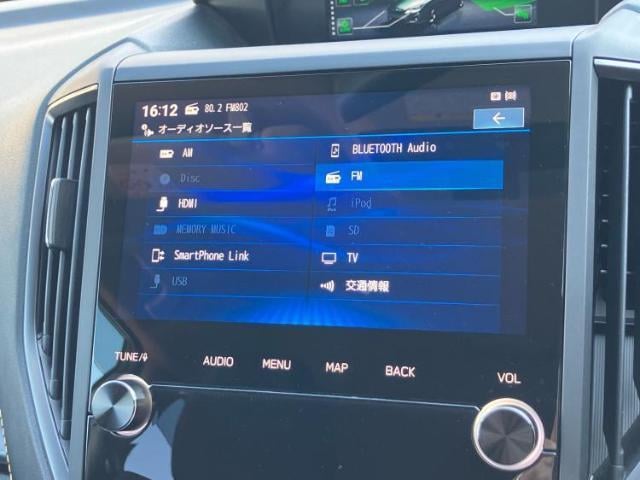 16:12 80.2 FM802
オーディオソース一覧
AM
BLUETOOTH Audio
Disc
FM
HDMI
iPod
MEMORY MUSIC
SD
SmartPhone Link
TV
USB
交通情報
TUNE/
AUDIO
MENU
MAP
BACK
VOL